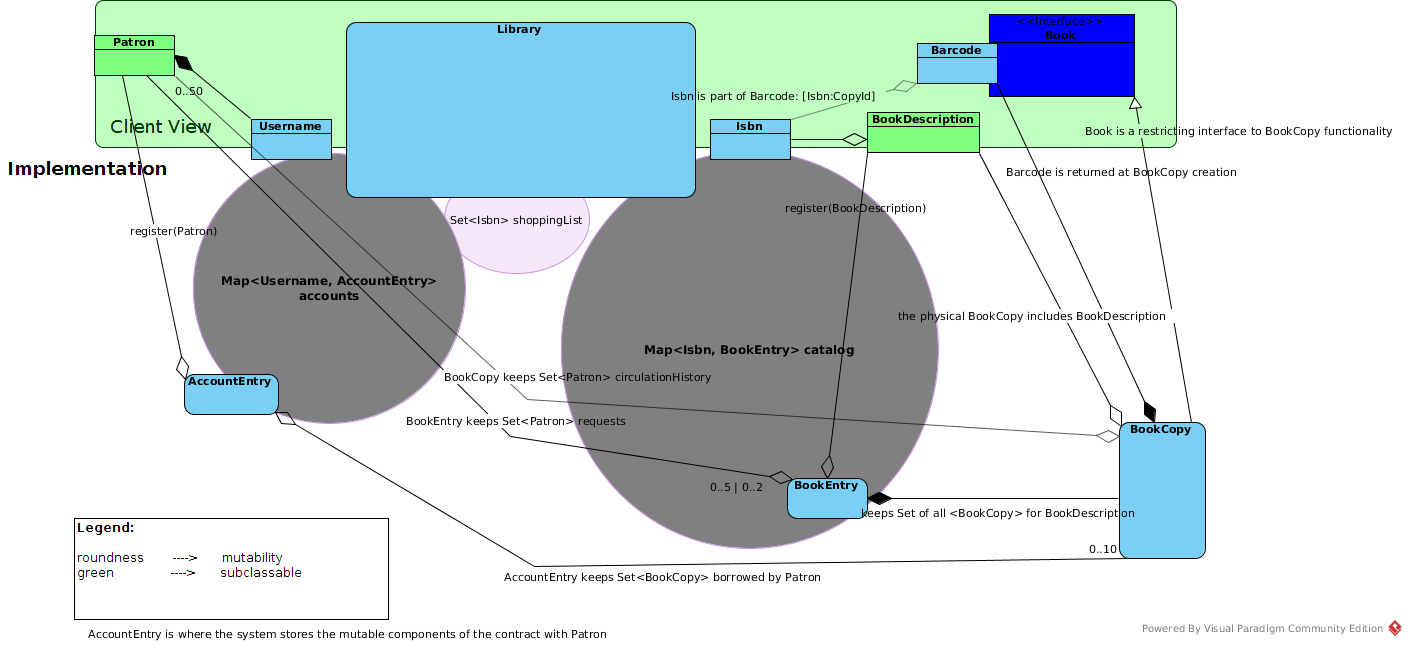 <<Interface>>
Book
Library
Patron
Barcode
0..50
Isbn is part of Barcode: [Isbn:CopyId]
BookDescription
Client View
Username
Isbn
Book is a restricting interface to BookCopy functionality
Implementation
Barcode is returned at BookCopy creation
register(BookDescription)
Set<Isbn> shoppingList
register(Patron)
Map<Username, AccountEntry>
accounts
the physical BookCopy includes BookDescription
Map<Isbn, BookEntry> catalog
BookCopy keeps Set<Patron> circulationHistory
AccountEntry
BookEntry keeps Set<Patron> requests
BookCopy
0..5 | 0..2
BookEntry
keeps Set of all <BookCopy> for BookDescription
Legend:
0..10
roundness ----> mutability
green ----> subclassable
AccountEntry keeps Set<BookCopy> borrowed by Patron
AccountEntry is where the system stores the mutable components of the contract with Patron
Powered By Visual Paradigm Community Edition